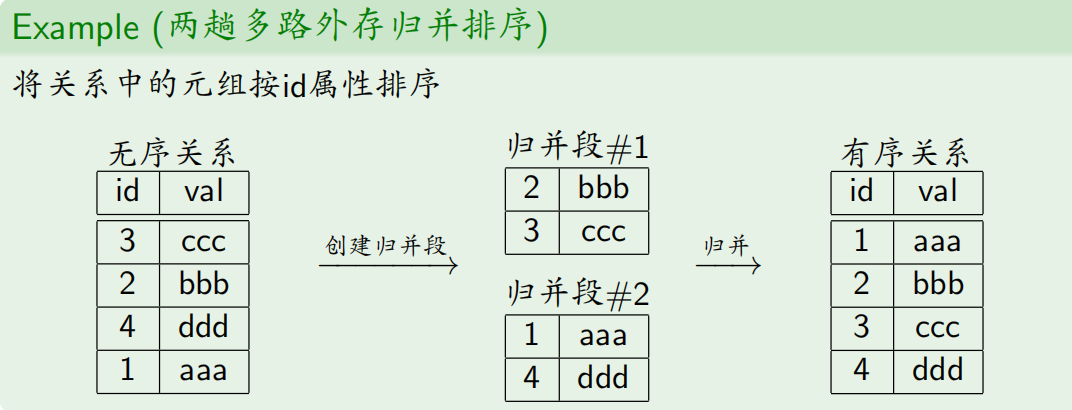 Example (两趟多路外存归并排序)
将关系中的元组按id属性排序
无序关系
id val
3 ccc
2 bbb
4 ddd
1 aaa
创建归并段
归并段#1
2 bbb
3 ccc
归并段#2
1 aaa
4 ddd
归并
有序关系
id val
1 aaa
2 bbb
3 ccc
4 ddd